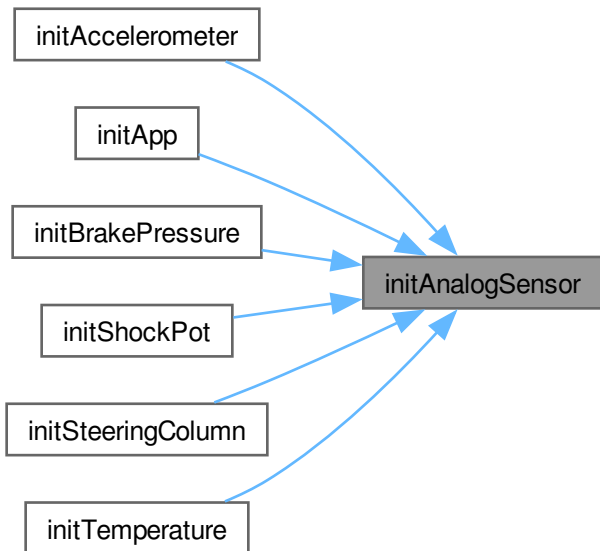 initAccelerometer
initApp
initBrakePressure
initAnalogSensor
initShockPot
initSteeringColumn
initTemperature